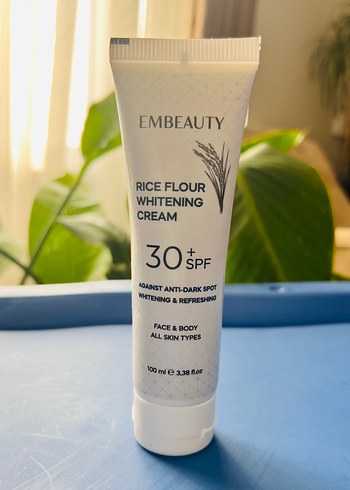 EMBEAUTY
RICE FLOUR
WHITENING
CREAM
30+ SPF
AGAINST ANTI-DARK SPOT
WHITENING & REFRESHING
FACE & BODY
ALL SKIN TYPES
100 ml ℮ 3,38 fl.oz